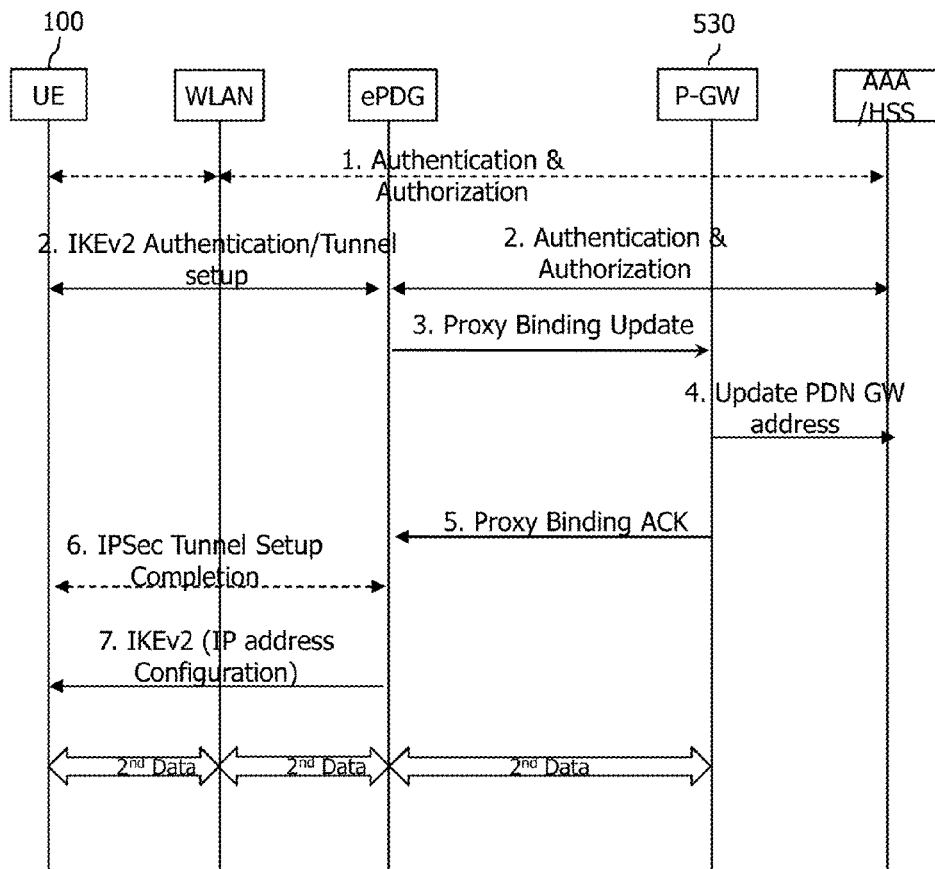 100
530
UE
WLAN
ePDG
P-GW
AAA
/HSS
1. Authentication &
Authorization
2. IKEv2 Authentication/Tunnel
setup
2. Authentication &
Authorization
3. Proxy Binding Update
4. Update PDN GW
address
5. Proxy Binding ACK
6. IPSec Tunnel Setup
Completion
7. IKEv2 (IP address
Configuration)
2nd Data
2nd Data
2nd Data